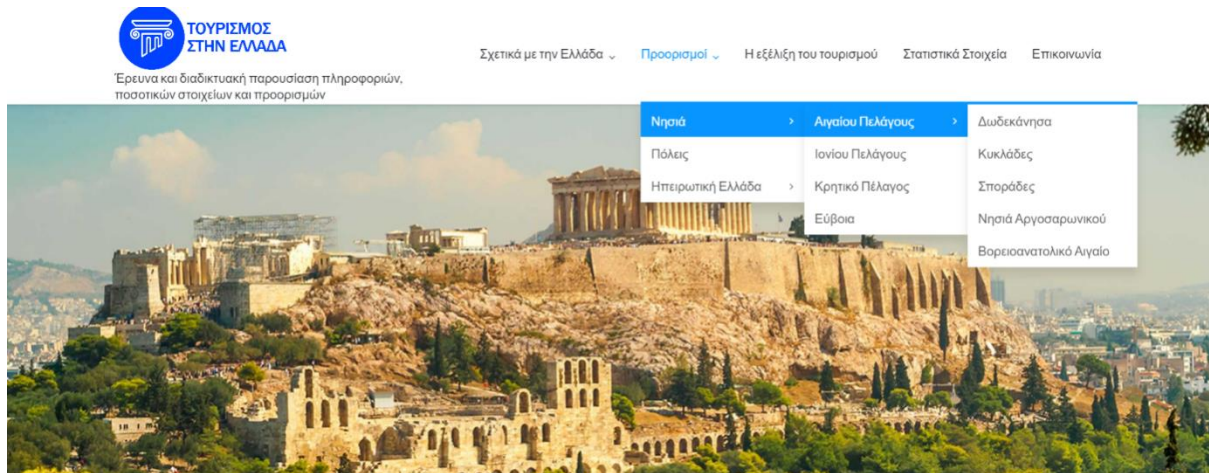 ΤΟΥΡΙΣΜΟΣ
ΣΤΗΝ ΕΛΛΑΔΑ
Έρευνα και διαδικτυακή παρουσίαση πληροφοριών,
ποσοτικών στοιχείων και προορισμών
Σχετικά με την Ελλάδα
Προορισμοί
Η εξέλιξη του τουρισμού
Στατιστικά Στοιχεία
Επικοινωνία
Νησιά
Πόλεις
Ηπειρωτική Ελλάδα
Αιγαίου Πελάγους
Ιονίου Πελάγους
Κρητικό Πέλαγος
Εύβοια
Δωδεκάνησα
Κυκλάδες
Σποράδες
Νησιά Αργοσαρωνικού
Βορειοανατολικό Αιγαίο